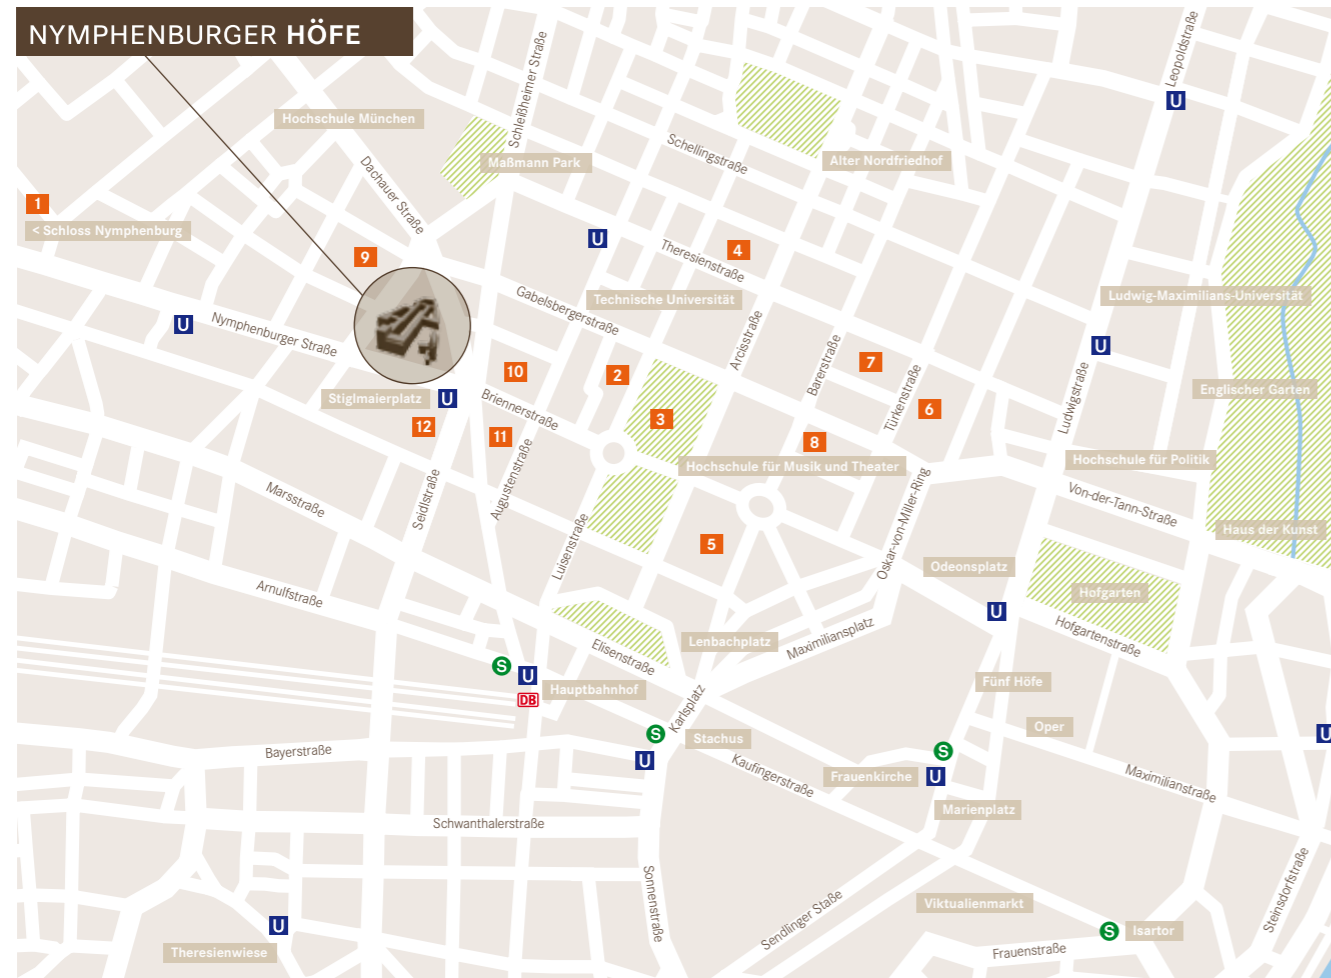 NYMPHENBURGER HÖFE
Leopoldstraße
U
Schleißheimer Straße
Hochschule München
Schellingstraße
Maßmann Park
Alter Nordfriedhof
Dachauer Straße
1
< Schloss Nymphenburg
U
4
Theresienstraße
9
Technische Universität
Ludwig-Maximilians-Universität
Gabelsbergerstraße
U
Nymphenburger Straße
Arcisstraße
Barerstraße
U
7
10
2
Türkenstraße
Ludwigstraße
Englischer Garten
Stiglmaierplatz
U
Briennerstraße
3
6
12
11
8
Hochschule für Musik und Theater
Hochschule für Politik
Augustenstraße
Seidlstraße
Marsstraße
Oskar-von-Miller-Ring
Von-der-Tann-Straße
Haus der Kunst
Luisenstraße
5
Odeonsplatz
Arnulfstraße
Hofgarten
U
Hofgartenstraße
Elisenstraße
Lenbachplatz
Maximiliansplatz
S
U
Hauptbahnhof
DB
Fünf Höfe
Karlsplatz
Oper
S
Stachus
U
Bayerstraße
S
U
Kaufingerstraße
Frauenkirche
U
Maximilianstraße
Marienplatz
Schwanthalerstraße
Sonnenstraße
Steinsdorfstraße
Sendlinger Staße
Viktualienmarkt
U
S
Isartor
Theresienwiese
Frauenstraße